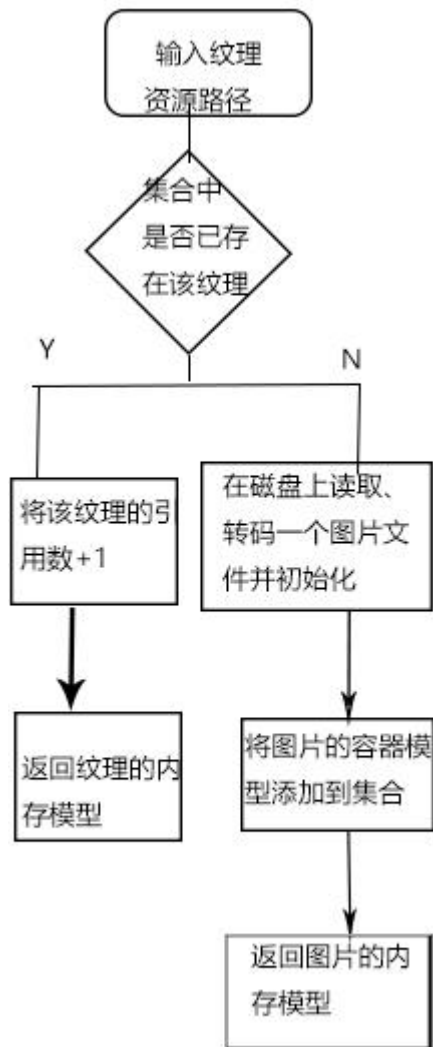 输入纹理
资源路径
集合中
是否已存
在该纹理
Y
N
将该纹理的引
用数+1
在磁盘上读取、
转码一个图片文
件并初始化
返回纹理的内
存模型
将图片的容器模
型添加到集合
返回图片的内
存模型